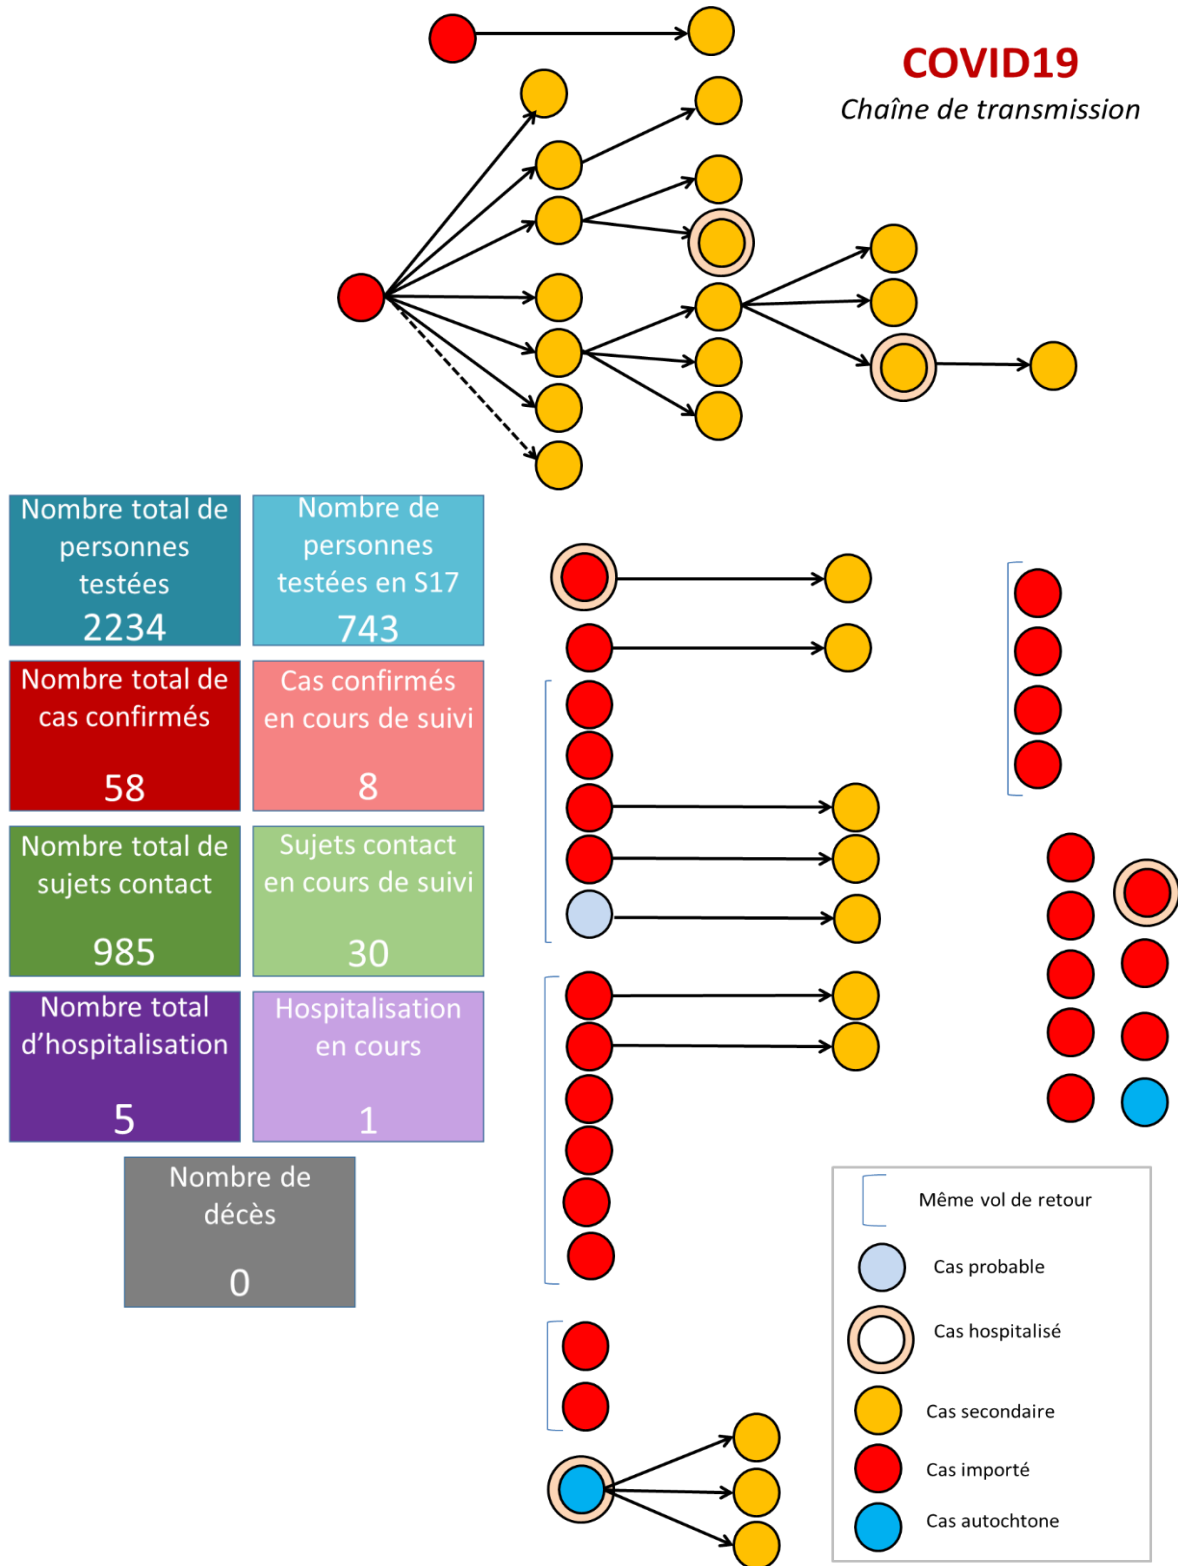 COVID19
Chaîne de transmission
Nombre total de
personnes
testées
2234
Nombre de
personnes
testées en S17
743
Nombre total de
cas confirmés
58
Cas confirmés
en cours de suivi
8
Nombre total de
sujets contact
985
Sujets contact
en cours de suivi
30
Nombre total
d'hospitalisation
5
Hospitalisation
en cours
1
Nombre de
décès
0
Même vol de retour
Cas probable
Cas hospitalisé
Cas secondaire
Cas importé
Cas autochtone